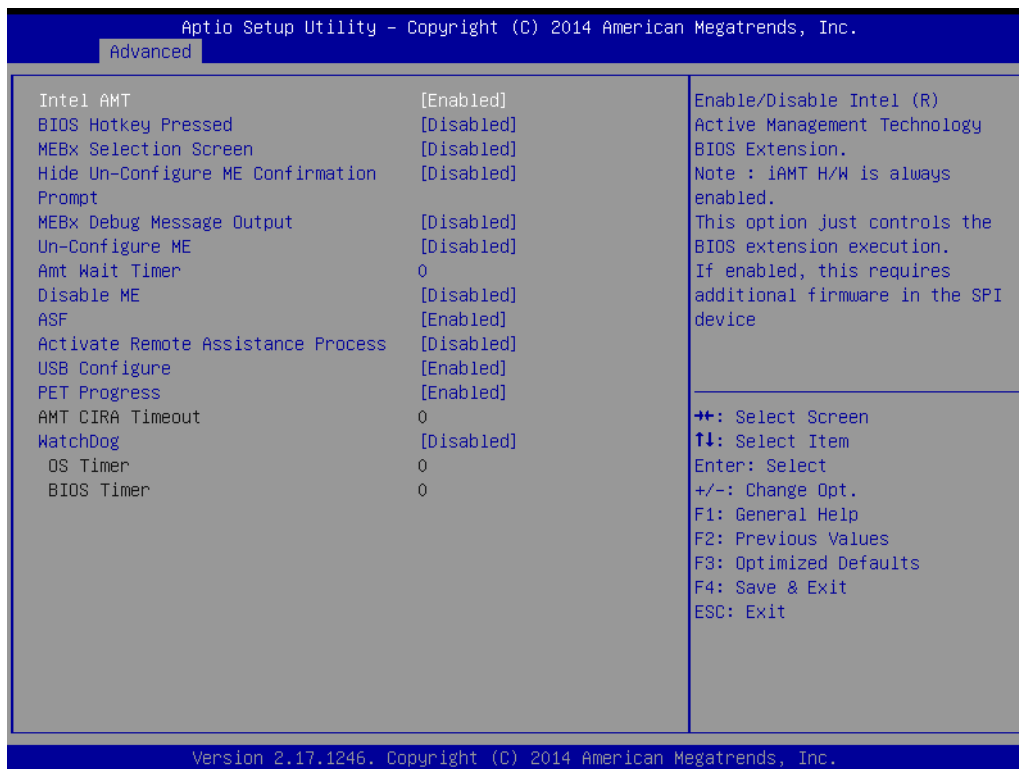 Aptio Setup Utility – Copyright (C) 2014 American Megatrends, Inc.
Advanced
Intel AMT [Enabled]
BIOS Hotkey Pressed [Disabled]
MEBx Selection Screen [Disabled]
Hide Un-Configure ME Confirmation [Disabled]
Prompt
MEBx Debug Message Output [Disabled]
Un-Configure ME [Disabled]
Amt Wait Timer 0
Disable ME [Disabled]
ASF [Enabled]
Activate Remote Assistance Process [Disabled]
USB Configure [Enabled]
PET Progress [Enabled]
AMT CIRA Timeout 0
WatchDog [Disabled]
OS Timer 0
BIOS Timer 0
Enable/Disable Intel (R)
Active Management Technology
BIOS Extension.
Note : iAMT H/W is always
enabled.
This option just controls the
BIOS extension execution.
If enabled, this requires
additional firmware in the SPI
device
→←: Select Screen
↑↓: Select Item
Enter: Select
+/-: Change Opt.
F1: General Help
F2: Previous Values
F3: Optimized Defaults
F4: Save & Exit
ESC: Exit
Version 2.17.1246. Copyright (C) 2014 American Megatrends, Inc.